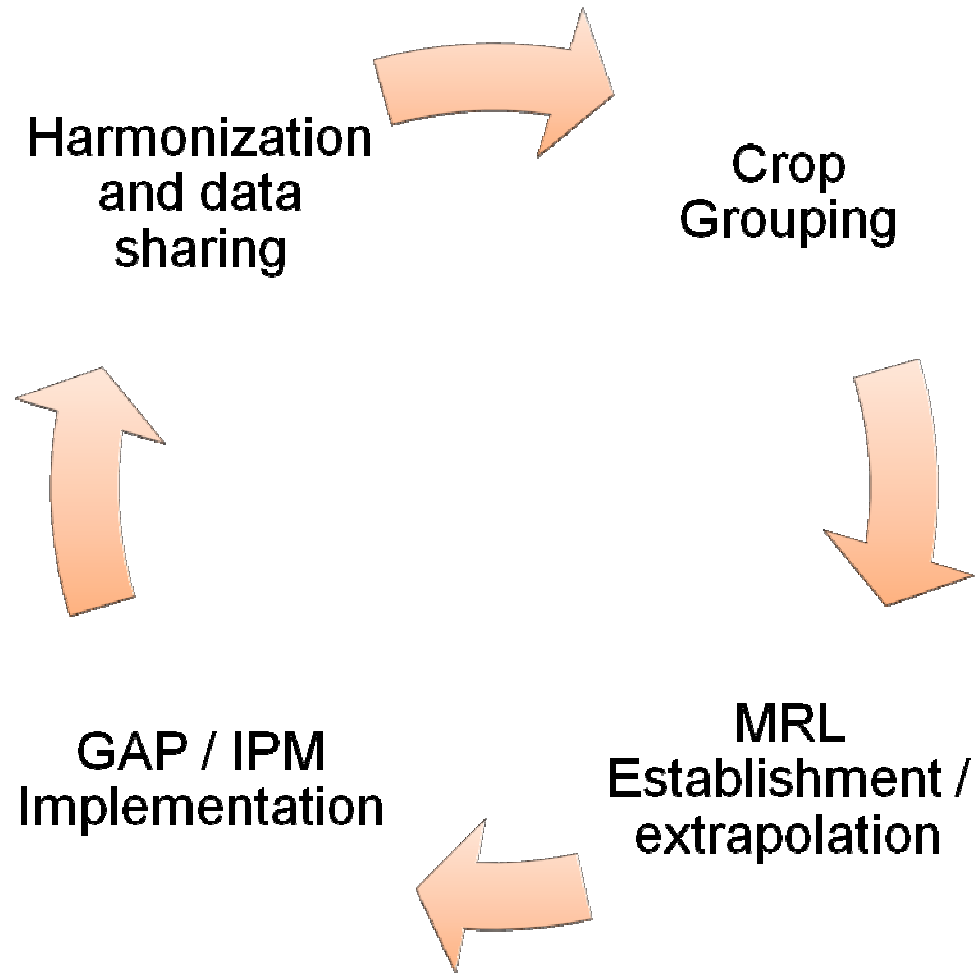 Harmonization
and data
sharing
Crop
Grouping
MRL
Establishment /
extrapolation
GAP / IPM
Implementation